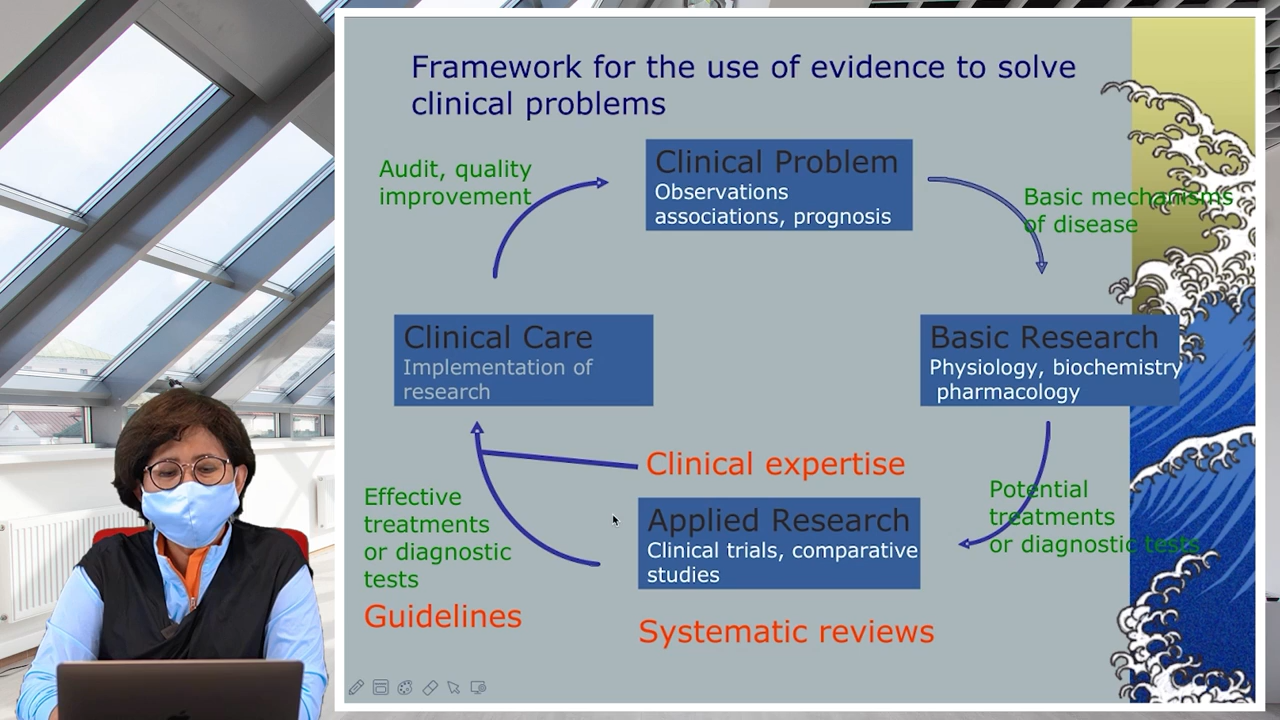 Framework for the use of evidence to solve
clinical problems
Audit, quality
improvement
Clinical Problem
Observations
associations, prognosis
Basic mechanisms
of disease
Clinical Care
Implementation of
research
Basic Research
Physiology, biochemistry
pharmacology
Clinical expertise
Effective
treatments
or diagnostic
tests
Guidelines
Applied Research
Clinical trials, comparative
studies
Potential
treatments
or diagnostic tests
Systematic reviews